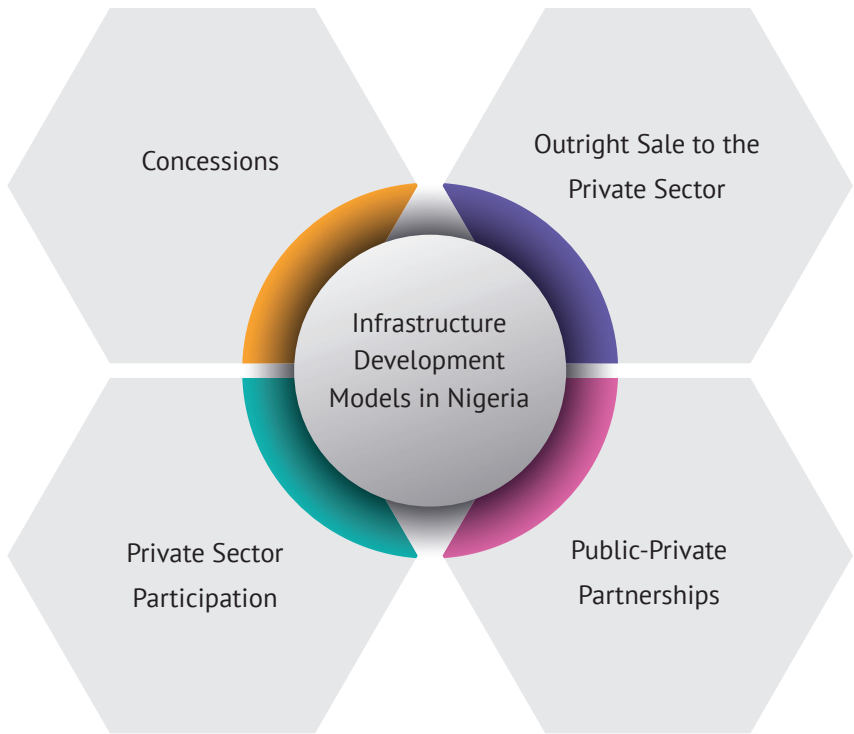 Concessions
Outright Sale to the
Private Sector
Infrastructure
Development
Models in Nigeria
Private Sector
Participation
Public-Private
Partnerships